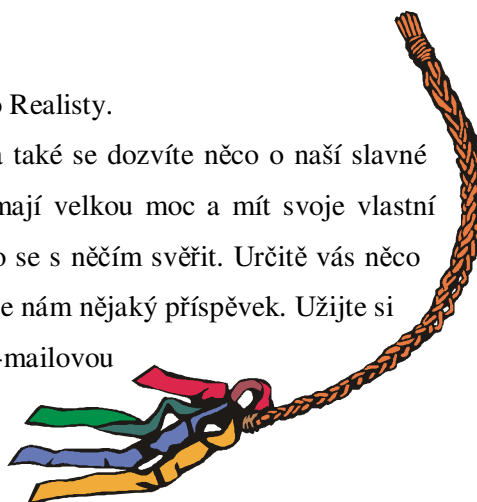 Realisty.
také se dozvíte něco o naší slavné
mají velkou moc a mít svoje vlastní
se s něčím svěřit. Určitě vás něco
nám nějaký příspěvek. Užijte si
-mailovou